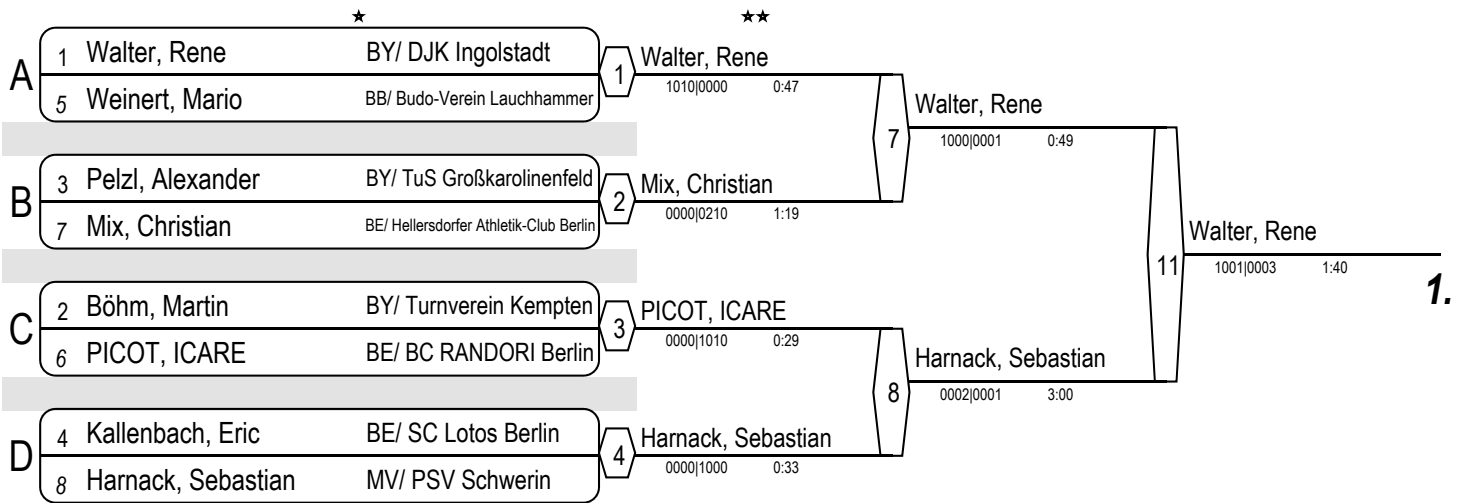 ★ ★★
A 1 Walter, Rene BY/ DJK Ingolstadt
5 Weinert, Mario BB/ Budo-Verein Lauchhammer
1 Walter, Rene
1010|0000 0:47
B 3 Pelzl, Alexander BY/ TuS Großkarolinenfeld
7 Mix, Christian BE/ Hellersdorfer Athletik-Club Berlin
2 Mix, Christian
0000|0210 1:19
C 2 Böhm, Martin BY/ Turnverein Kempten
6 PICOT, ICARE BE/ BC RANDORI Berlin
3 PICOT, ICARE
0000|1010 0:29
D 4 Kallenbach, Eric BE/ SC Lotos Berlin
8 Harnack, Sebastian MV/ PSV Schwerin
4 Harnack, Sebastian
0000|1000 0:33
7 Walter, Rene
1000|0001 0:49
8 Harnack, Sebastian
0002|0001 3:00
11 Walter, Rene
1001|0003 1:40
1.